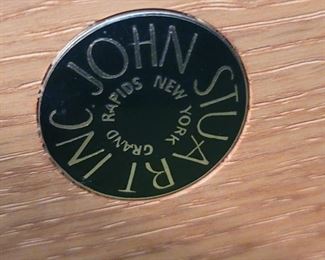 JOHN STUART INC
GRAND RAPIDS NEW YORK